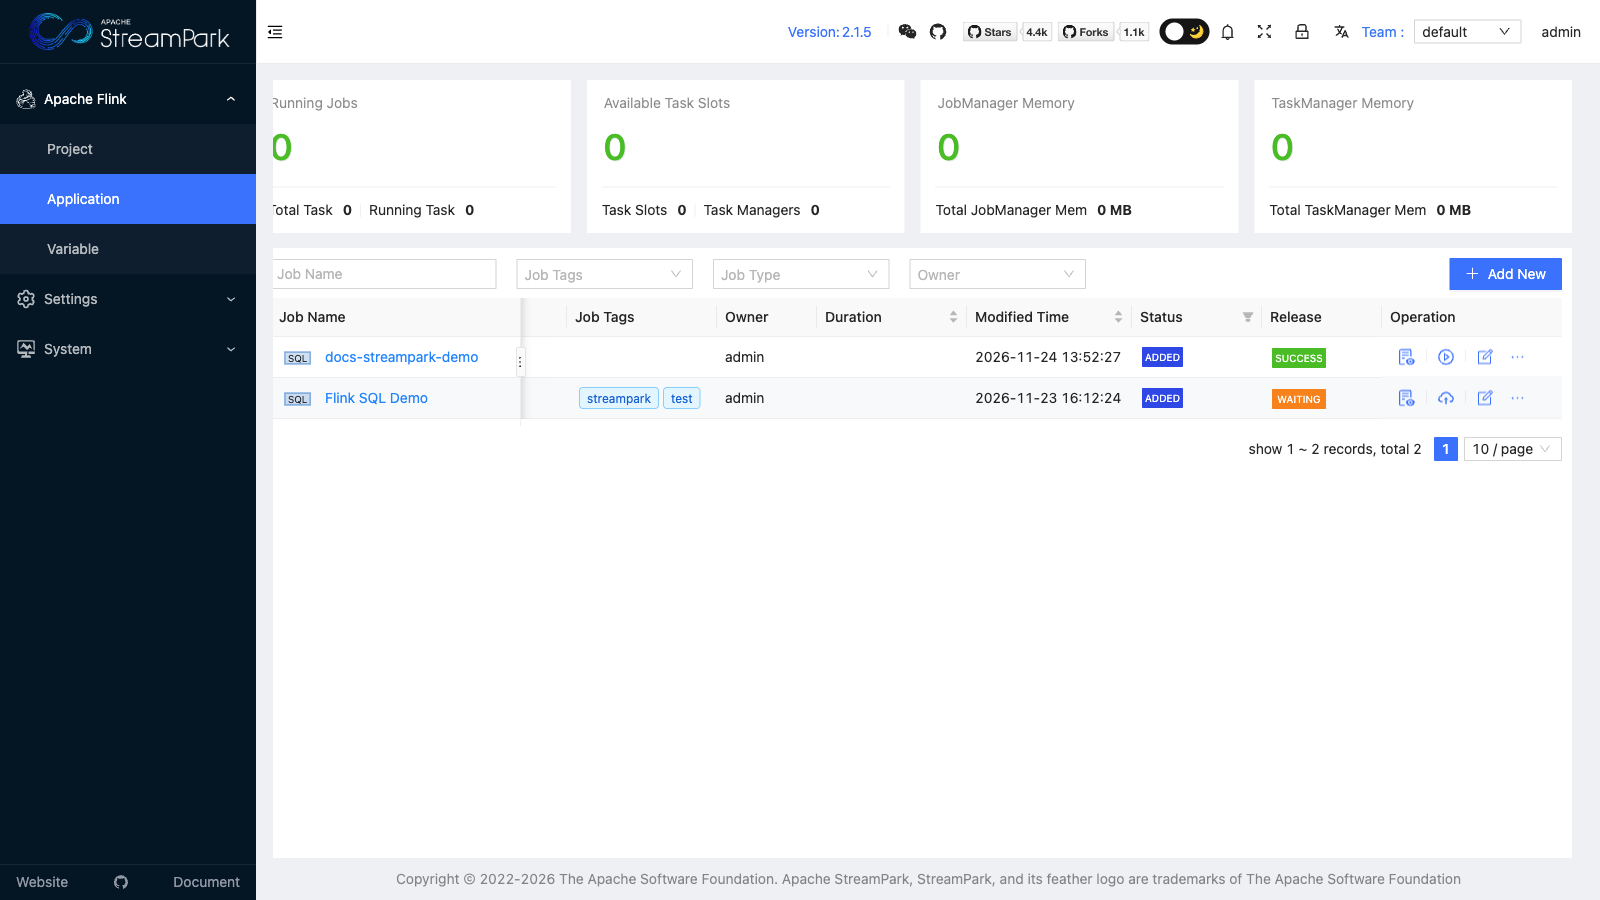 APACHE
StreamPark
Version: 2.1.5
Stars
4.4k
Forks
1.1k
Team :
default
admin
Apache Flink
Project
Application
Variable
Settings
System
Website
Document
Running Jobs
0
Total Task 0
Running Task 0
Available Task Slots
0
Task Slots 0
Task Managers 0
JobManager Memory
0
Total JobManager Mem 0 MB
TaskManager Memory
0
Total TaskManager Mem 0 MB
Job Name
Job Tags
Job Type
Owner
Add New
Job Name Job Tags Owner Duration Modified Time Status Release Operation
SQL docs-streampark-demo admin 2026-11-24 13:52:27 ADDED SUCCESS
SQL Flink SQL Demo streampark test admin 2026-11-23 16:12:24 ADDED WAITING
show 1 ~ 2 records, total 2 1 10 / page
Copyright © 2022-2026 The Apache Software Foundation. Apache StreamPark, StreamPark, and its feather logo are trademarks of The Apache Software Foundation